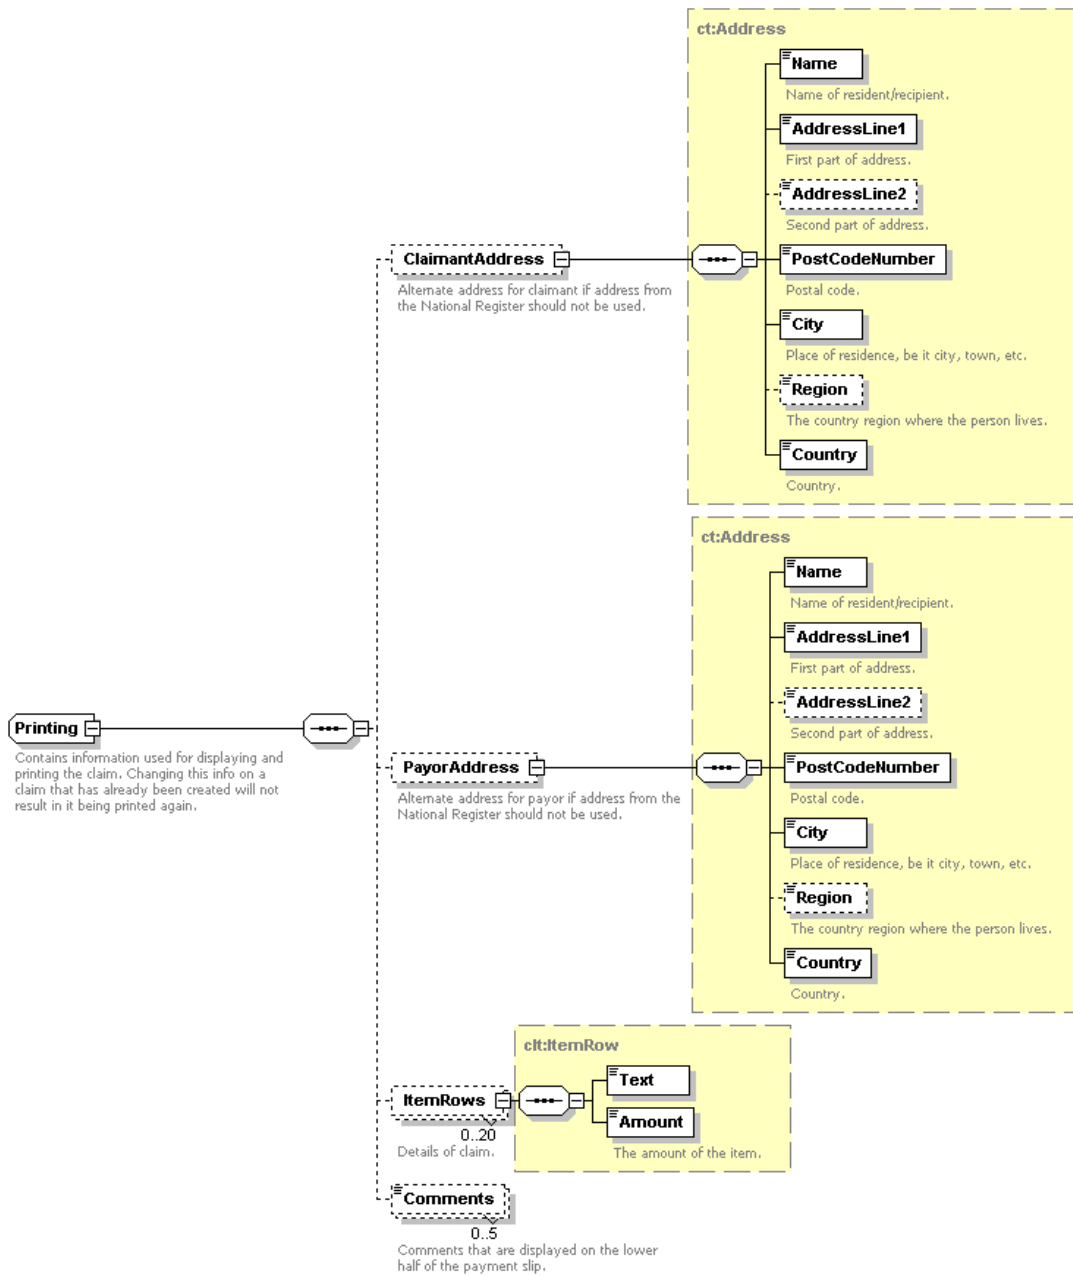 ct:Address
Name
Name of resident/recipient.
AddressLine1
First part of address.
AddressLine2
Second part of address.
ClaimantAddress
Alternate address for claimant if address from
the National Register should not be used.
PostCodeNumber
Postal code.
City
Place of residence, be it city, town, etc.
Region
The country region where the person lives.
Country
Country.
ct:Address
Name
Name of resident/recipient.
AddressLine1
First part of address.
AddressLine2
Second part of address.
Printing
Contains information used for displaying and
printing the claim. Changing this info on a
claim that has already been created will not
result in it being printed again.
PayorAddress
Alternate address for payor if address from the
National Register should not be used.
PostCodeNumber
Postal code.
City
Place of residence, be it city, town, etc.
Region
The country region where the person lives.
Country
Country.
clt:ItemRow
ItemRows
0..20
Details of claim.
Text
Amount
The amount of the item.
Comments
0..5
Comments that are displayed on the lower
half of the payment slip.